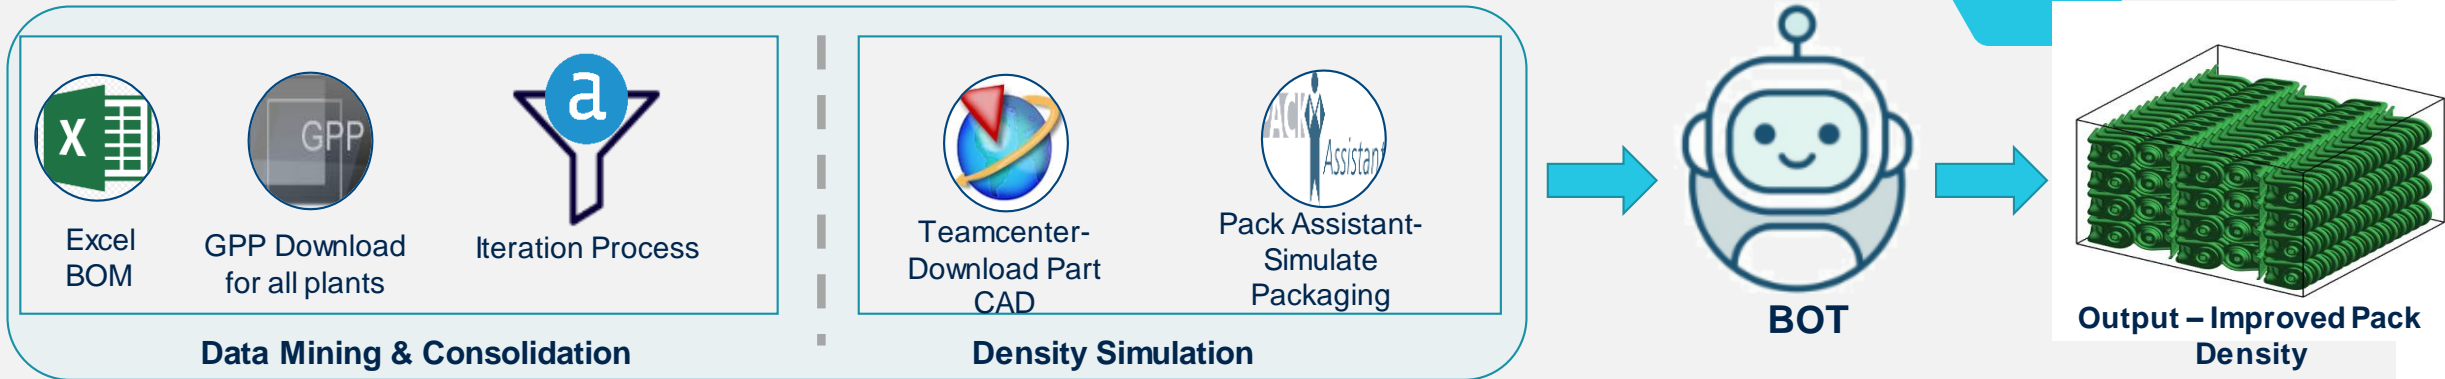 X
GPP
a
ACK
Assistant
Excel
BOM
GPP Download
for all plants
Iteration Process
Teamcenter-
Download Part
CAD
Pack Assistant-
Simulate
Packaging
Data Mining & Consolidation
Density Simulation
BOT
Output – Improved Pack
Density